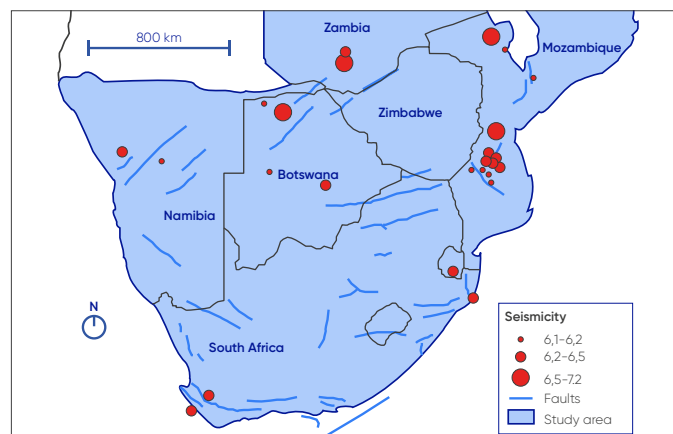 800 km
Zambia
Mozambique
Zimbabwe
Botswana
Namibia
N
South Africa
Seismicity
6,1-6,2
6,2-6,5
6,5-7.2
Faults
Study area